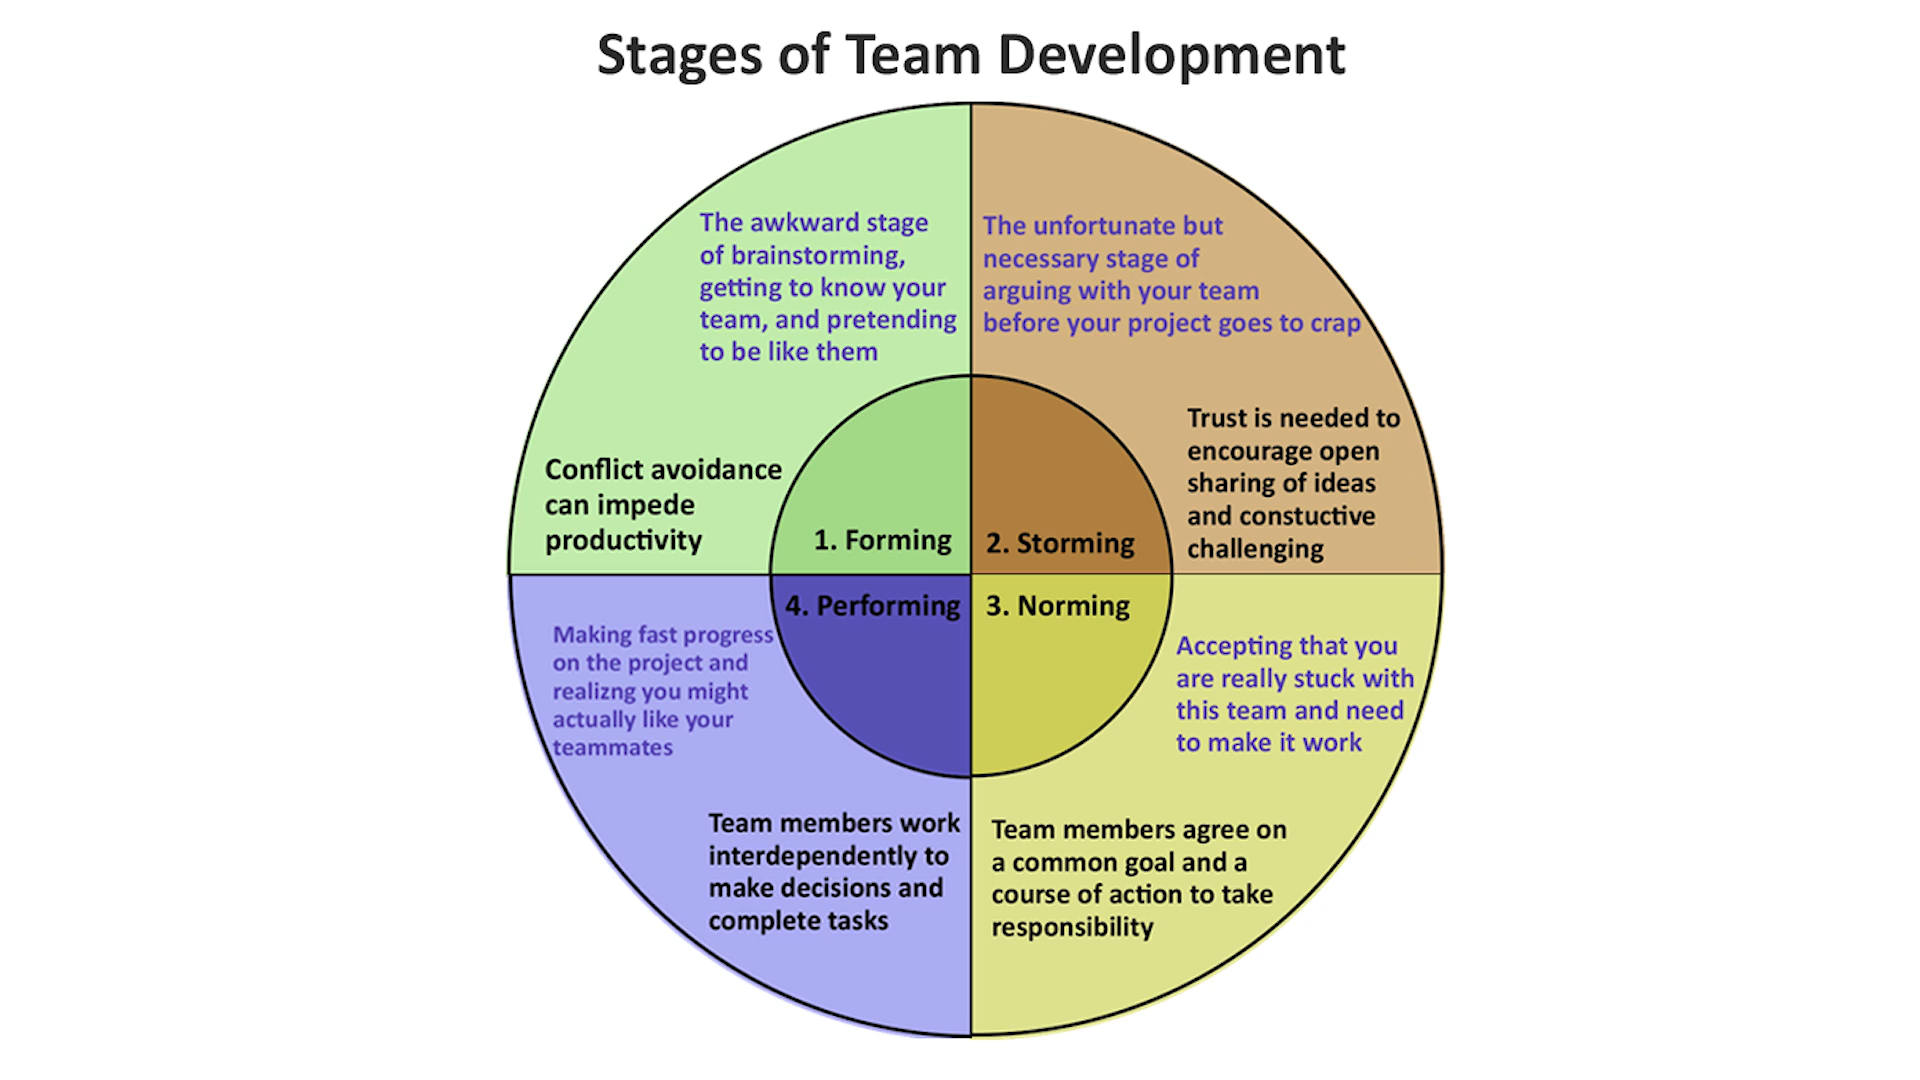 Stages of Team Development
The awkward stage
of brainstorming,
getting to know your
team, and pretending
to be like them
Conflict avoidance
can impede
productivity
1. Forming
The unfortunate but
necessary stage of
arguing with your team
before your project goes to crap
Trust is needed to
encourage open
sharing of ideas
and constuctive
challenging
2. Storming
3. Norming
Accepting that you
are really stuck with
this team and need
to make it work
Team members agree on
a common goal and a
course of action to take
responsibility
4. Performing
Making fast progress
on the project and
realizng you might
actually like your
teammates
Team members work
interdependently to
make decisions and
complete tasks